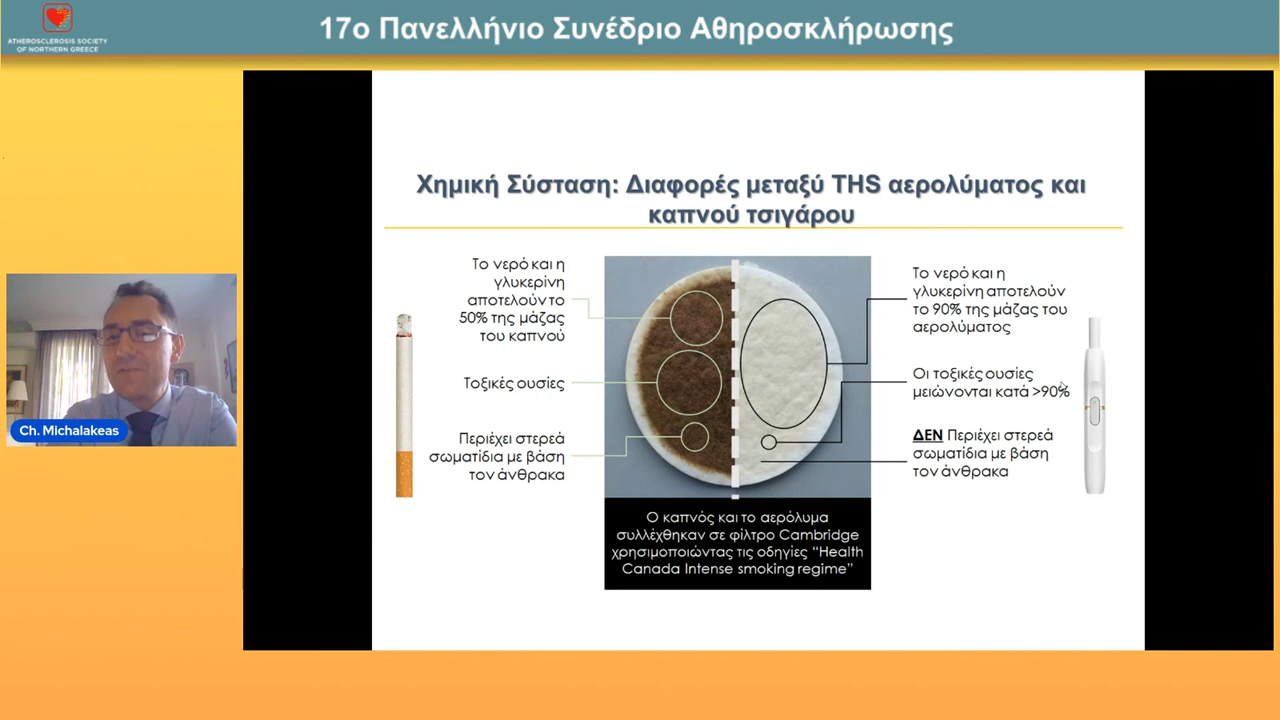 17ο Πανελλήνιο Συνέδριο Αθηροσκλήρωσης
ATHEROSCLEROSIS SOCIETY
OF NORTHERN GREECE
Χημική Σύσταση: Διαφορές μεταξύ THS αερολύματος και
καπνού τσιγάρου
Το νερό και η
γλυκερίνη
αποτελούν το
50% της μάζας
του καπνού
Τοξικές ουσίες
Περιέχει στερεά
σωματίδια με βάση
τον άνθρακα
Το νερό και η
γλυκερίνη αποτελούν
το 90% της μάζας του
αερολύματος
Οι τοξικές ουσίες
μειώνονται κατά >90%
ΔΕΝ Περιέχει στερεά
σωματίδια με βάση
τον άνθρακα
Ο καπνός και το αερόλυμα
συλλέχθηκαν σε φίλτρο Cambridge
χρησιμοποιώντας τις οδηγίες “Health
Canada Intense smoking regime”
Ch. Michalakeas